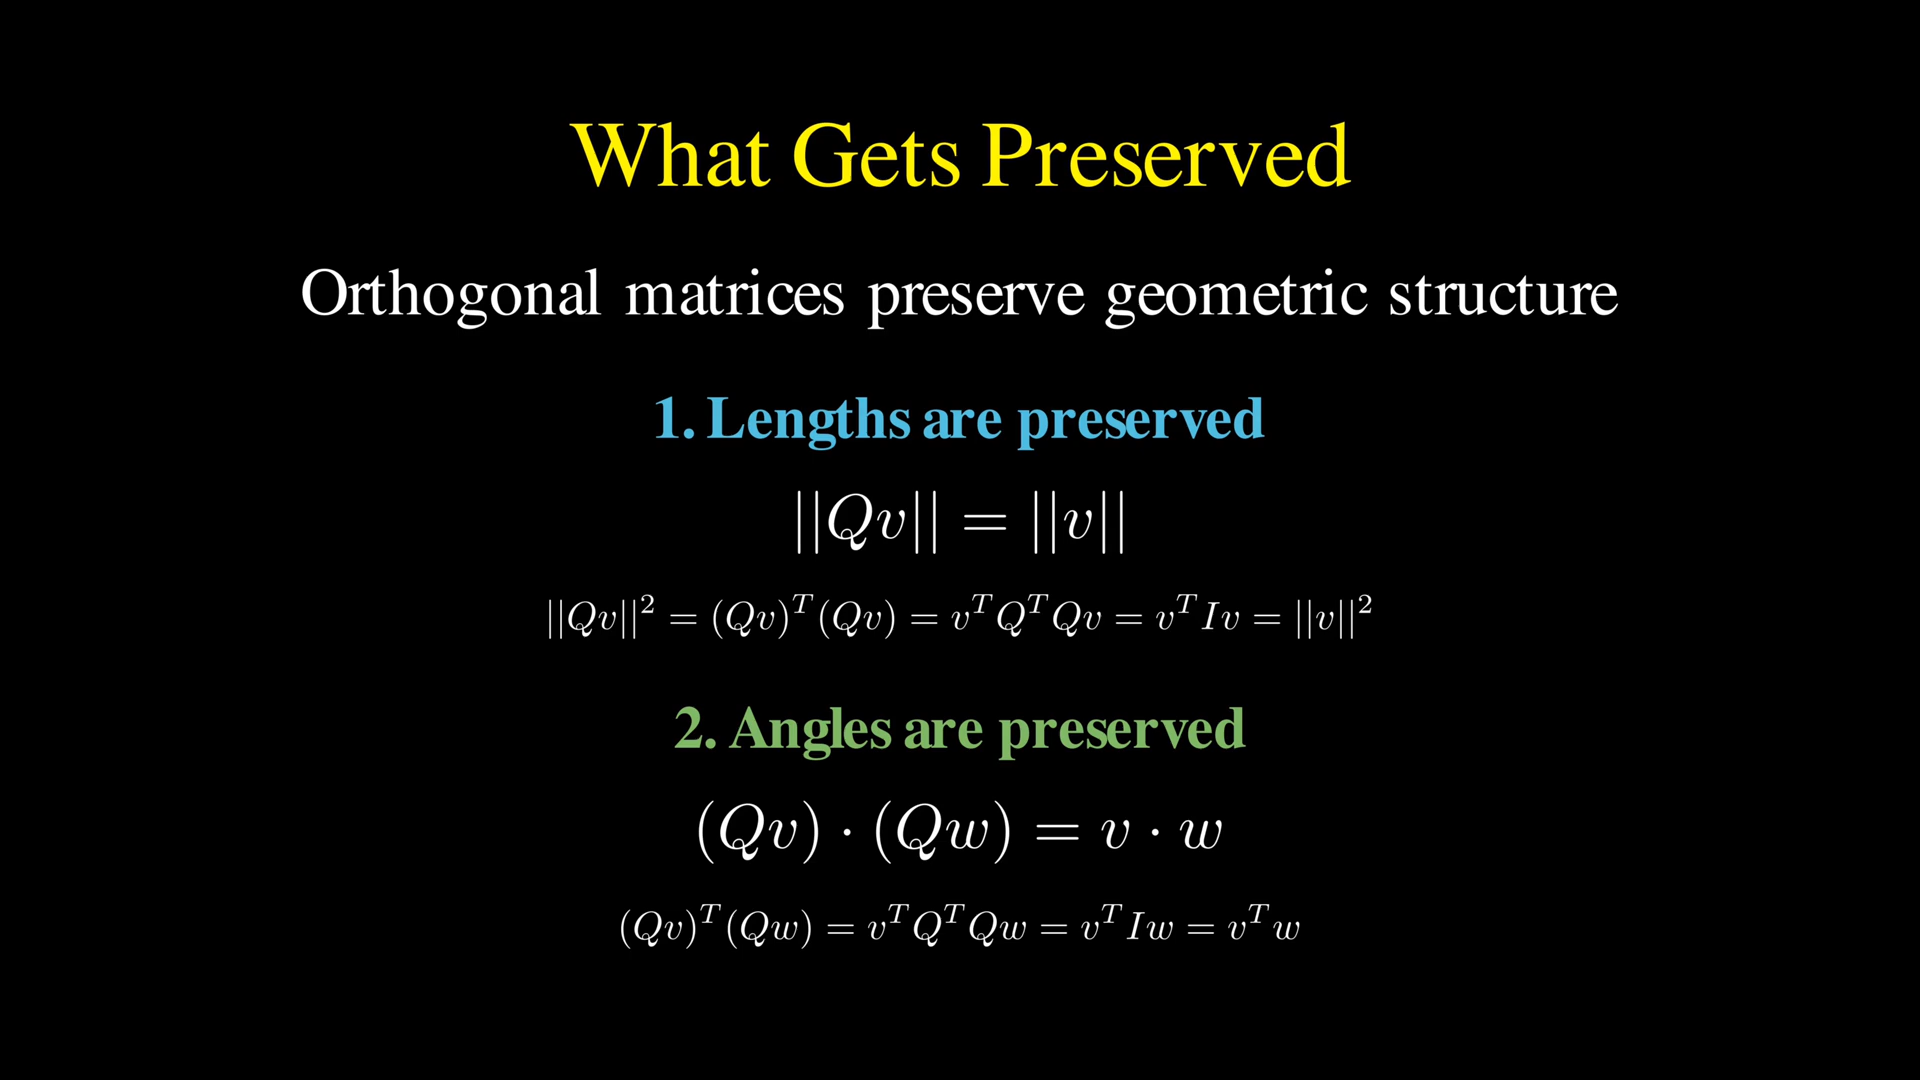 What Gets Preserved
Orthogonal matrices preserve geometric structure
1. Lengths are preserved
||Qv|| = ||v||
||Qv||² = (Qv)ᵀ(Qv) = vᵀQᵀQv = vᵀIv = ||v||²
2. Angles are preserved
(Qv) · (Qw) = v · w
(Qv)ᵀ(Qw) = vᵀQᵀQw = vᵀIw = vᵀw